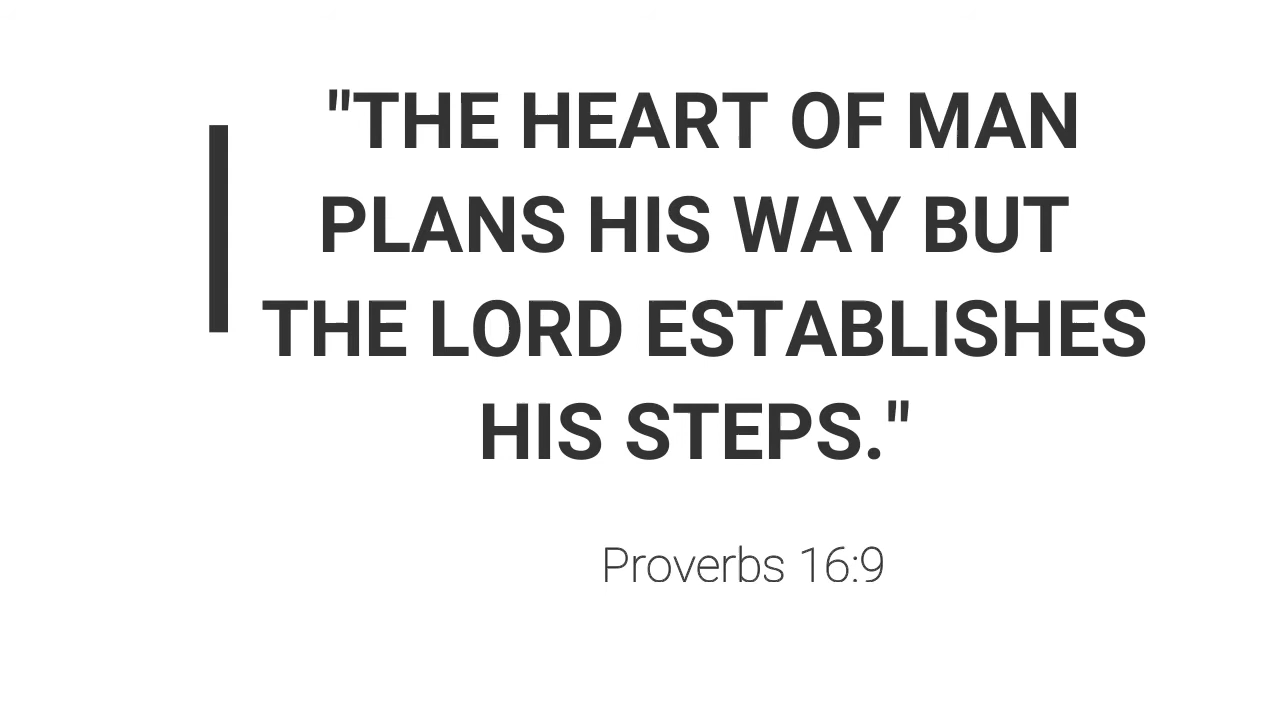 "THE HEART OF MAN
PLANS HIS WAY BUT
THE LORD ESTABLISHES
HIS STEPS."
Proverbs 16:9